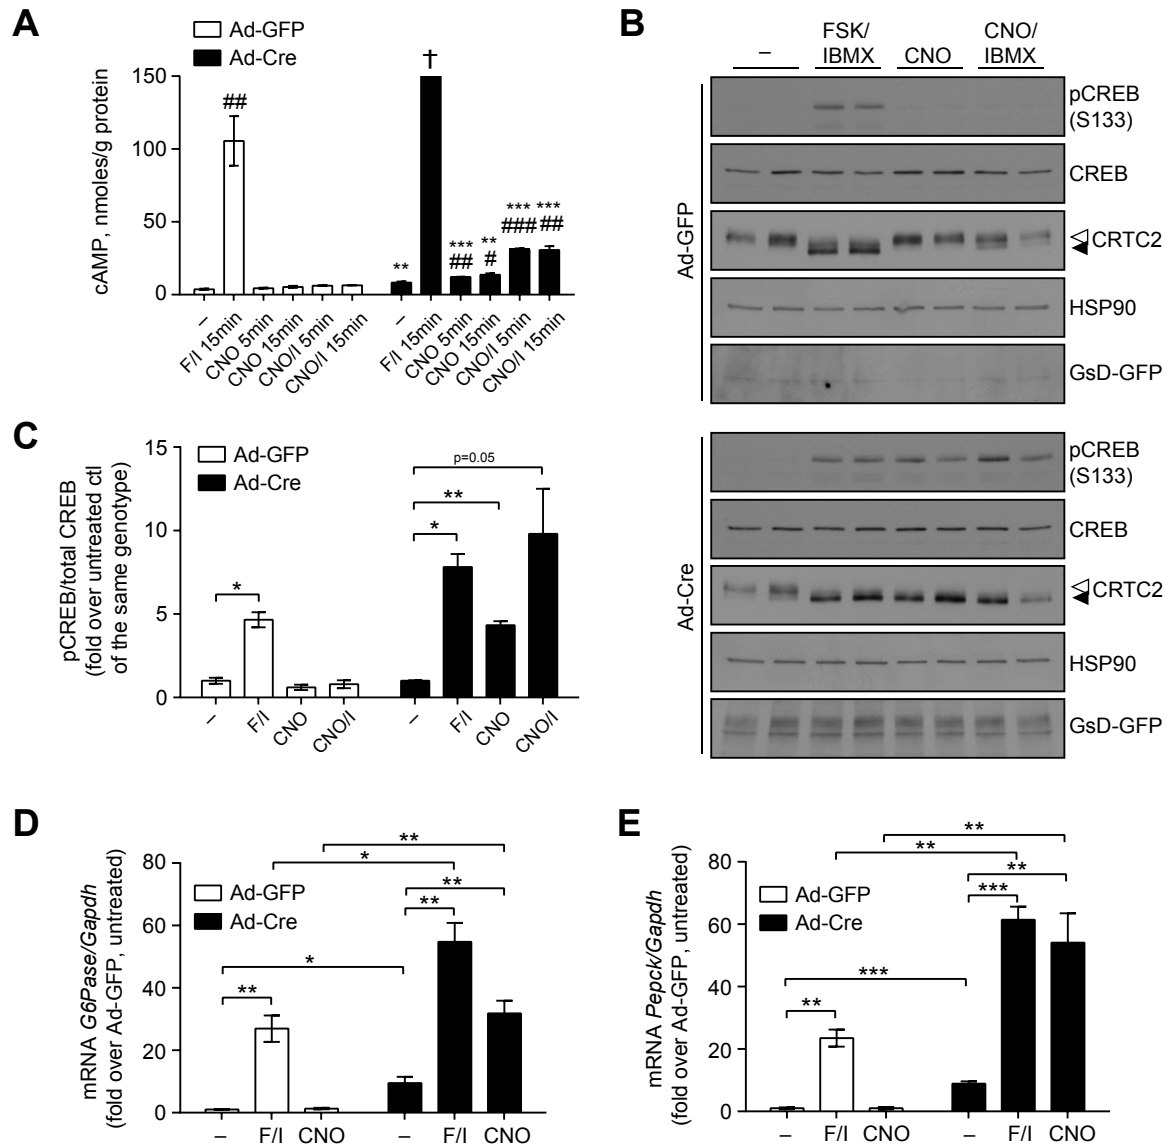 A
Ad-GFP
Ad-Cre
cAMP, nmoles/g protein
150
100
50
0
##
†
**
***
##
**
#
***
###
***
##
–
F/I 15min
CNO 5min
CNO 15min
CNO/I 5min
CNO/I 15min
–
F/I 15min
CNO 5min
CNO 15min
CNO/I 5min
CNO/I 15min
B
–
FSK/
IBMX
CNO
CNO/
IBMX
Ad-GFP
pCREB
(S133)
CREB
CRTC2
HSP90
GsD-GFP
Ad-Cre
pCREB
(S133)
CREB
CRTC2
HSP90
GsD-GFP
C
Ad-GFP
Ad-Cre
pCREB/total CREB
(fold over untreated ctl
of the same genotype)
15
10
5
0
*
p=0.05
**
*
–
F/I
CNO
CNO/I
–
F/I
CNO
CNO/I
D
Ad-GFP
Ad-Cre
mRNA G6Pase/Gapdh
(fold over Ad-GFP, untreated)
80
60
40
20
0
**
*
**
**
*
**
–
F/I
CNO
–
F/I
CNO
E
Ad-GFP
Ad-Cre
mRNA Pepck/Gapdh
(fold over Ad-GFP, untreated)
80
60
40
20
0
**
**
**
***
***
**
–
F/I
CNO
–
F/I
CNO